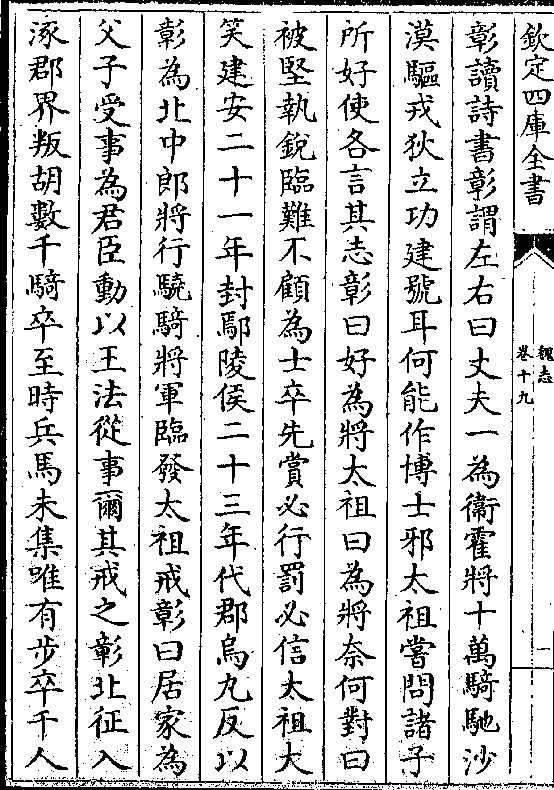 欽定四庫全書
魏志
卷十九
一
彰讀詩書彰謂左右曰丈夫一為衞霍將十萬騎馳沙
漠驅戎狄立功建號耳何能作博士邪太祖嘗問諸子
所好使各言其志彰曰好為將太祖曰為將奈何對曰
被堅執銳臨難不顧為士卒先賞必行罰必信太祖大
笑建安二十一年封鄢陵侯二十三年代郡烏丸反以
彰為北中郎將行驍騎將軍臨發太祖戒彰曰居家為
父子受事為君臣動以王法從事爾其戒之彰北征入
涿郡界叛胡數千騎卒至時兵馬未集唯有步卒千人